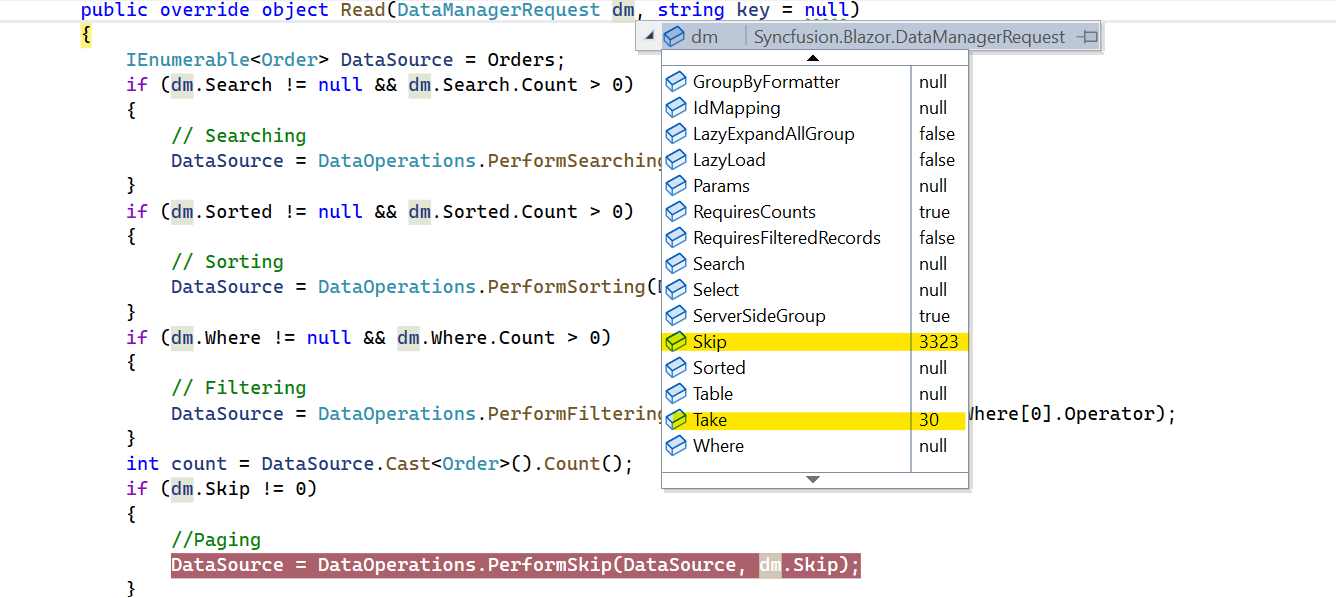 public override object Read(DataManagerRequest dm, string key = null)
{
dm Syncfusion.Blazor.DataManagerRequest
IEnumerable<Order> DataSource = Orders;
if (dm.Search != null && dm.Search.Count > 0)
{
// Searching
DataSource = DataOperations.PerformSearching
}
if (dm.Sorted != null && dm.Sorted.Count > 0)
{
// Sorting
DataSource = DataOperations.PerformSorting(
}
if (dm.Where != null && dm.Where.Count > 0)
{
// Filtering
DataSource = DataOperations.PerformFiltering Where[0].Operator);
}
int count = DataSource.Cast<Order>().Count();
if (dm.Skip != 0)
{
//Paging
DataSource = DataOperations.PerformSkip(DataSource, dm.Skip);
}
GroupByFormatter null
IdMapping null
LazyExpandAllGroup false
LazyLoad false
Params null
RequiresCounts true
RequiresFilteredRecords false
Search null
Select null
ServerSideGroup true
Skip 3323
Sorted null
Table null
Take 30
Where null